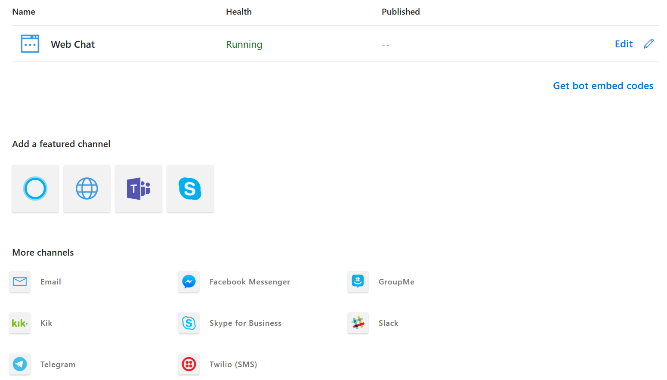 Name Health Published
Web Chat Running -- Edit
Get bot embed codes
Add a featured channel
T S
More channels
Email Facebook Messenger GroupMe
kik Kik Skype for Business Slack
Telegram Twilio (SMS)